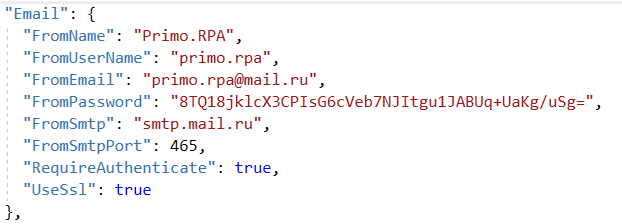 "Email": {
"FromName": "Primo.RPA",
"FromUserName": "primo.rpa",
"FromEmail": "primo.rpa@mail.ru",
"FromPassword": "8TQ18jklcX3CPIsG6cVeb7NJItgu1JABUq+UaKg/uSg=",
"FromSmtp": "smtp.mail.ru",
"FromSmtpPort": 465,
"RequireAuthenticate": true,
"UseSsl": true
},